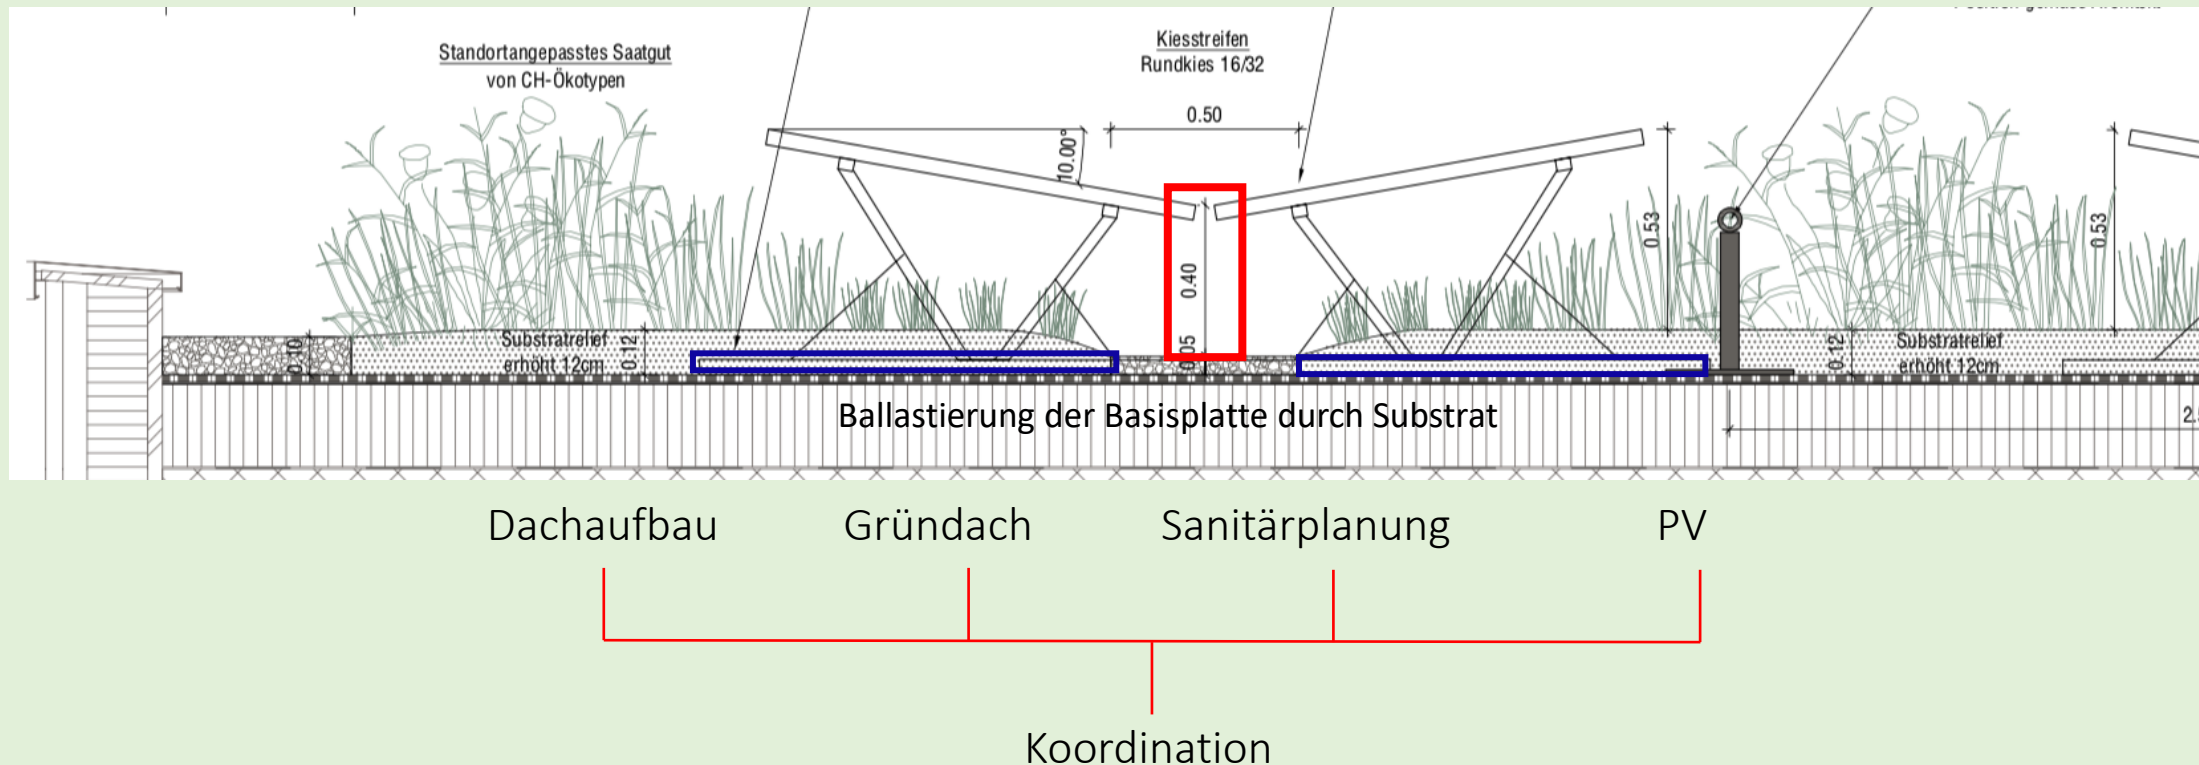 Standortangepasstes Saatgut
von CH-Ökotypen
Kiesstreifen
Rundkies 16/32
0.50
10.00°
0.53
0.53
0.40
0.05
0.10
Substratrelief
erhöht 12cm
0.12
0.12
Substratrelief
erhöht 12cm
Ballastierung der Basisplatte durch Substrat
Dachaufbau Gründach Sanitärplanung PV
Koordination